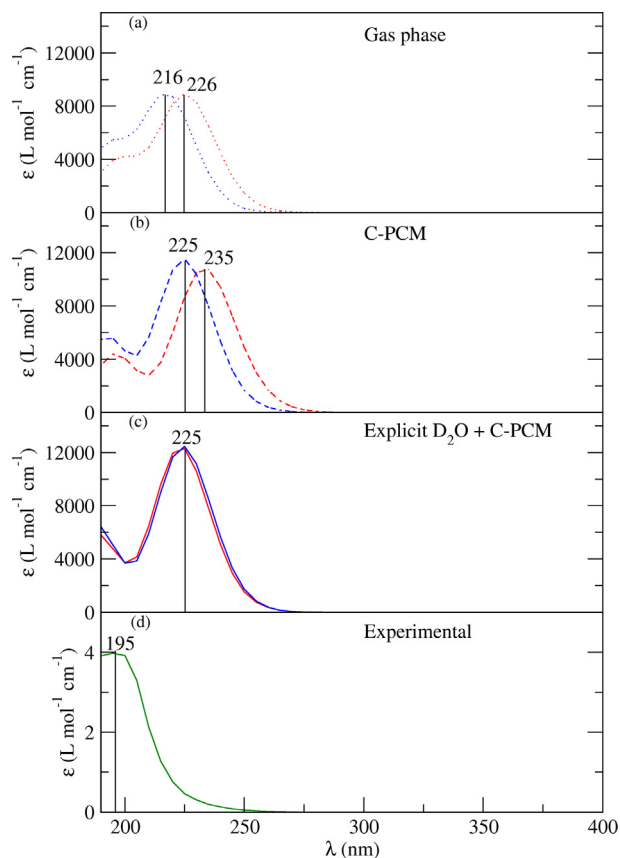 (a)
Gas phase
216 226
12000
8000
4000
0
ε (L mol⁻¹ cm⁻¹)
(b)
C-PCM
225 235
12000
8000
4000
0
ε (L mol⁻¹ cm⁻¹)
(c)
Explicit D₂O + C-PCM
225
12000
8000
4000
0
ε (L mol⁻¹ cm⁻¹)
(d)
Experimental
195
4
2
0
ε (L mol⁻¹ cm⁻¹)
200 250 300 350 400
λ (nm)